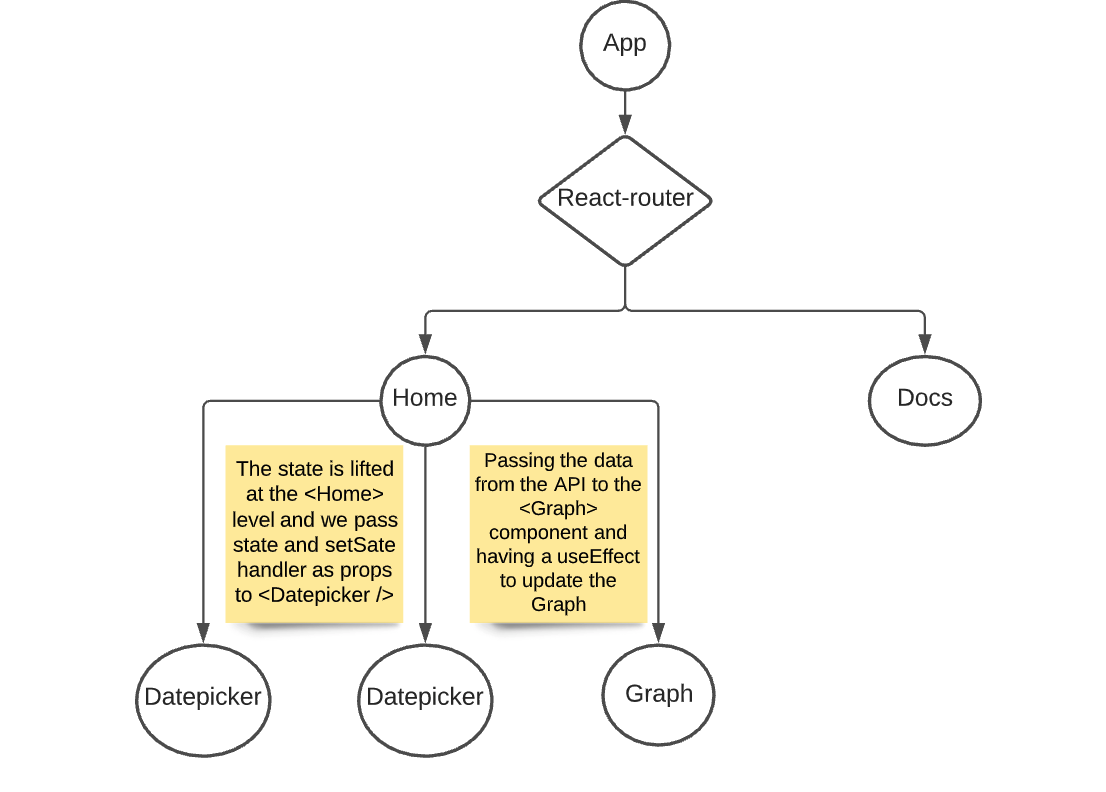 App
React-router
Home
Docs
The state is lifted
at the <Home>
level and we pass
state and setSate
handler as props
to <Datepicker />
Passing the data
from the API to the
<Graph>
component and
having a useEffect
to update the
Graph
Datepicker
Datepicker
Graph